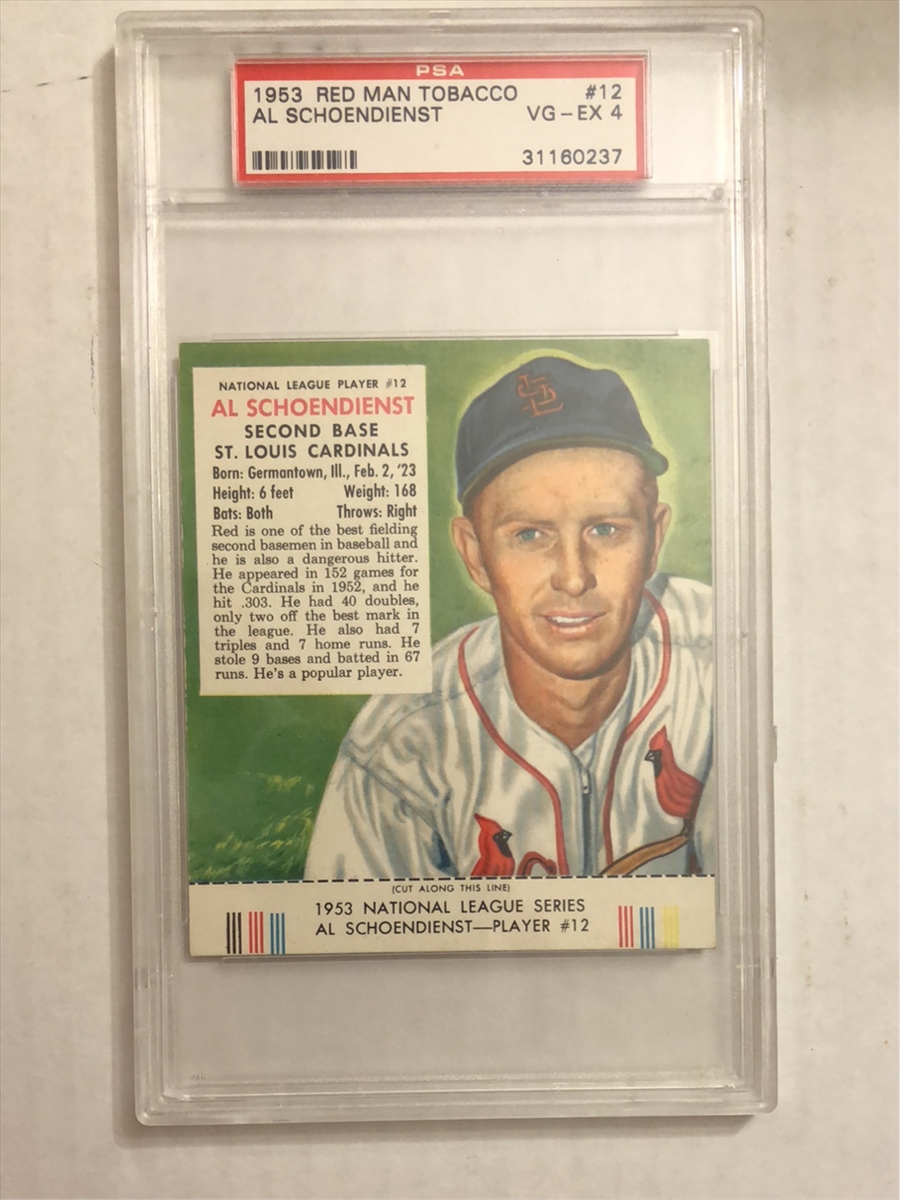 PSA
1953 RED MAN TOBACCO #12
AL SCHOENDIENST VG-EX 4
31160237
NATIONAL LEAGUE PLAYER #12
AL SCHOENDIENST
SECOND BASE
ST. LOUIS CARDINALS
Born: Germantown, Ill., Feb. 2, '23
Height: 6 feet Weight: 168
Bats: Both Throws: Right
Red is one of the best fielding
second basemen in baseball and
he is also a dangerous hitter.
He appeared in 152 games for
the Cardinals in 1952, and he
hit .303. He had 40 doubles,
only two off the best mark in
the league. He also had 7
triples and 7 home runs. He
stole 9 bases and batted in 67
runs. He's a popular player.
STL
(CUT ALONG THIS LINE)
1953 NATIONAL LEAGUE SERIES
AL SCHOENDIENST—PLAYER #12